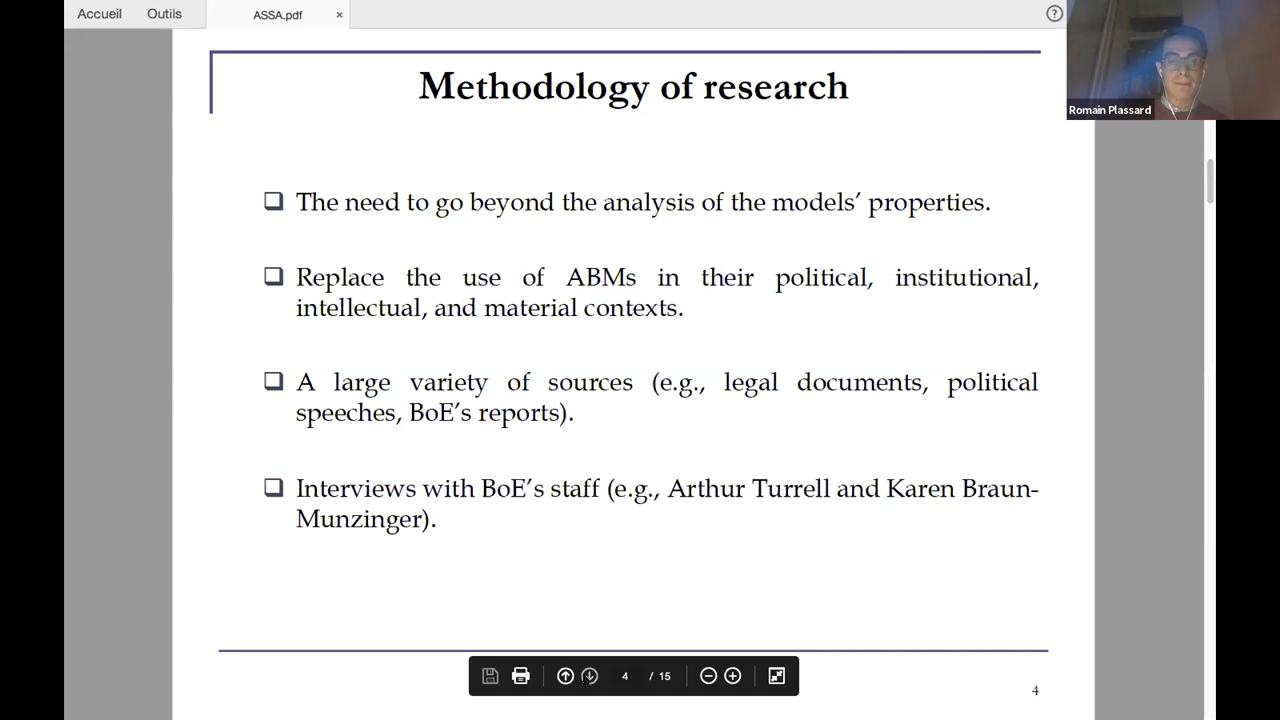 Accueil Outils ASSA.pdf ×
?
Romain Plassard
Methodology of research
❑ The need to go beyond the analysis of the models’ properties.
❑ Replace the use of ABMs in their political, institutional,
intellectual, and material contexts.
❑ A large variety of sources (e.g., legal documents, political
speeches, BoE’s reports).
❑ Interviews with BoE’s staff (e.g., Arthur Turrell and Karen Braun-
Munzinger).
4 / 15
4